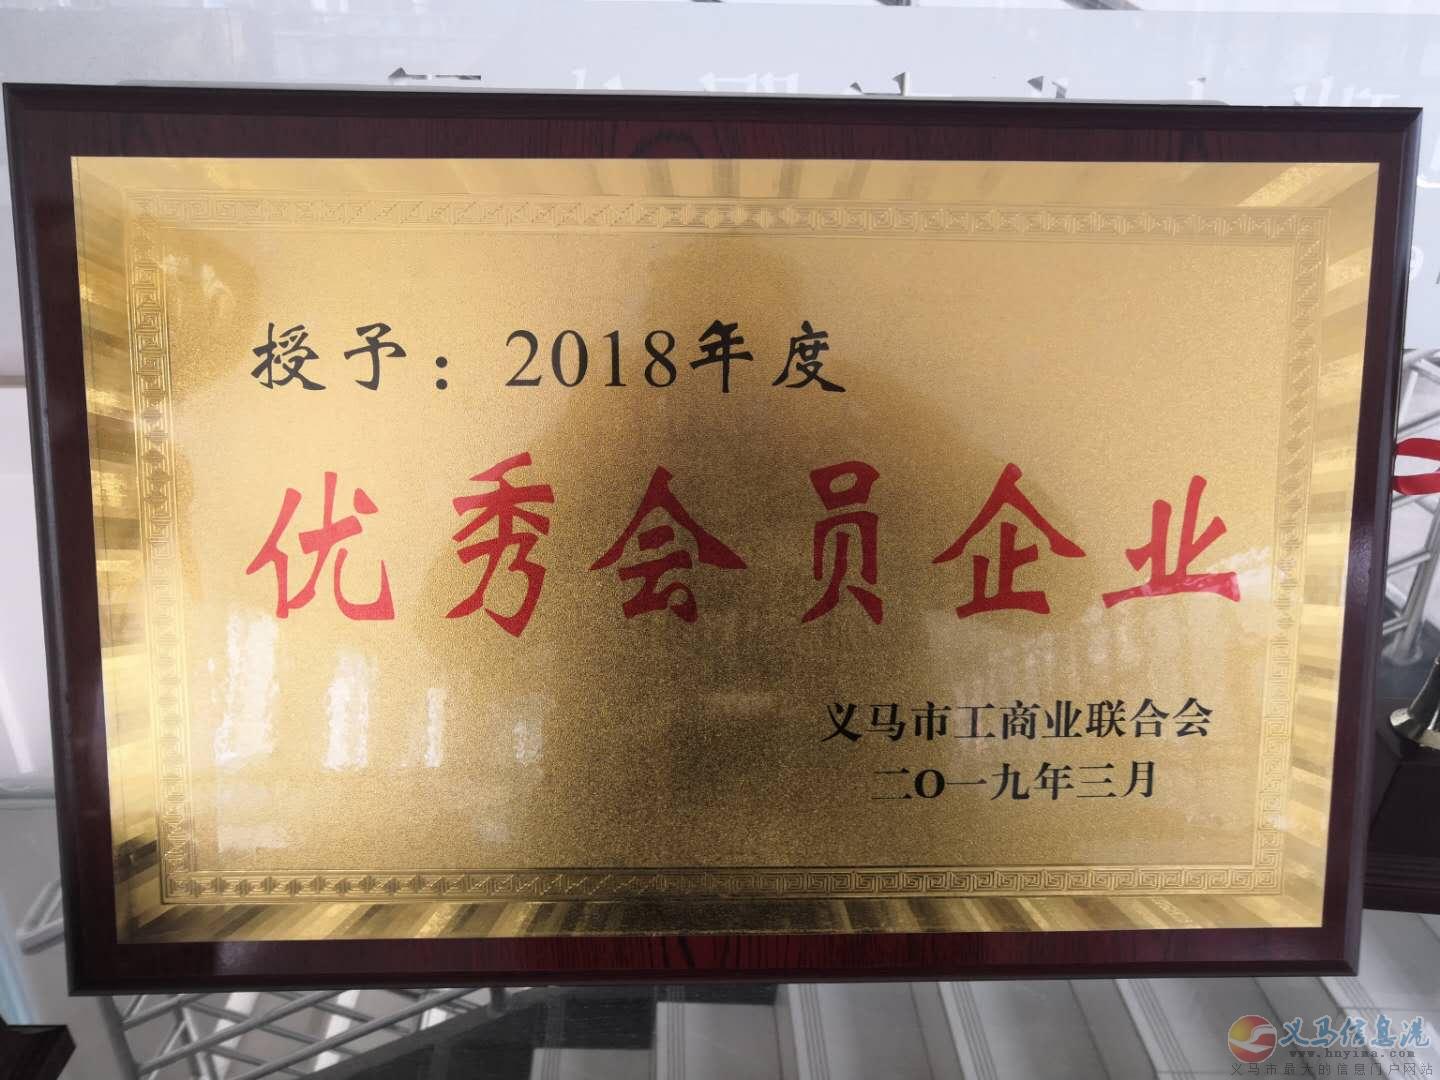 授予：2018年度
优秀会员企业
义马市工商业联合会
二O一九年三月
义马信息港
www.hnyima.com
义马市最大的信息门户网站